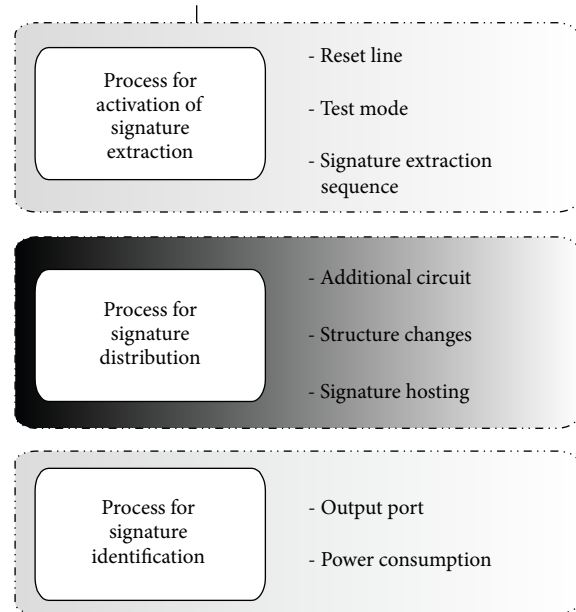 Process for
activation of
signature
extraction
- Reset line
- Test mode
- Signature extraction
sequence
Process for
signature
distribution
- Additional circuit
- Structure changes
- Signature hosting
Process for
signature
identification
- Output port
- Power consumption